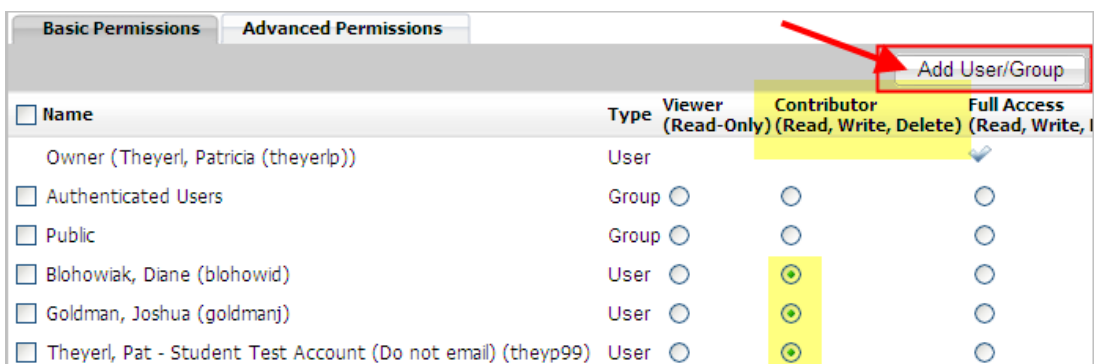 Basic Permissions Advanced Permissions
Add User/Group
Name Type Viewer (Read-Only) Contributor (Read, Write, Delete) Full Access (Read, Write,
Owner (Theyerl, Patricia (theyerlp)) User
Authenticated Users Group
Public Group
Blohowiak, Diane (blohowid) User
Goldman, Joshua (goldmanj) User
Theyerl, Pat - Student Test Account (Do not email) (theyp99) User